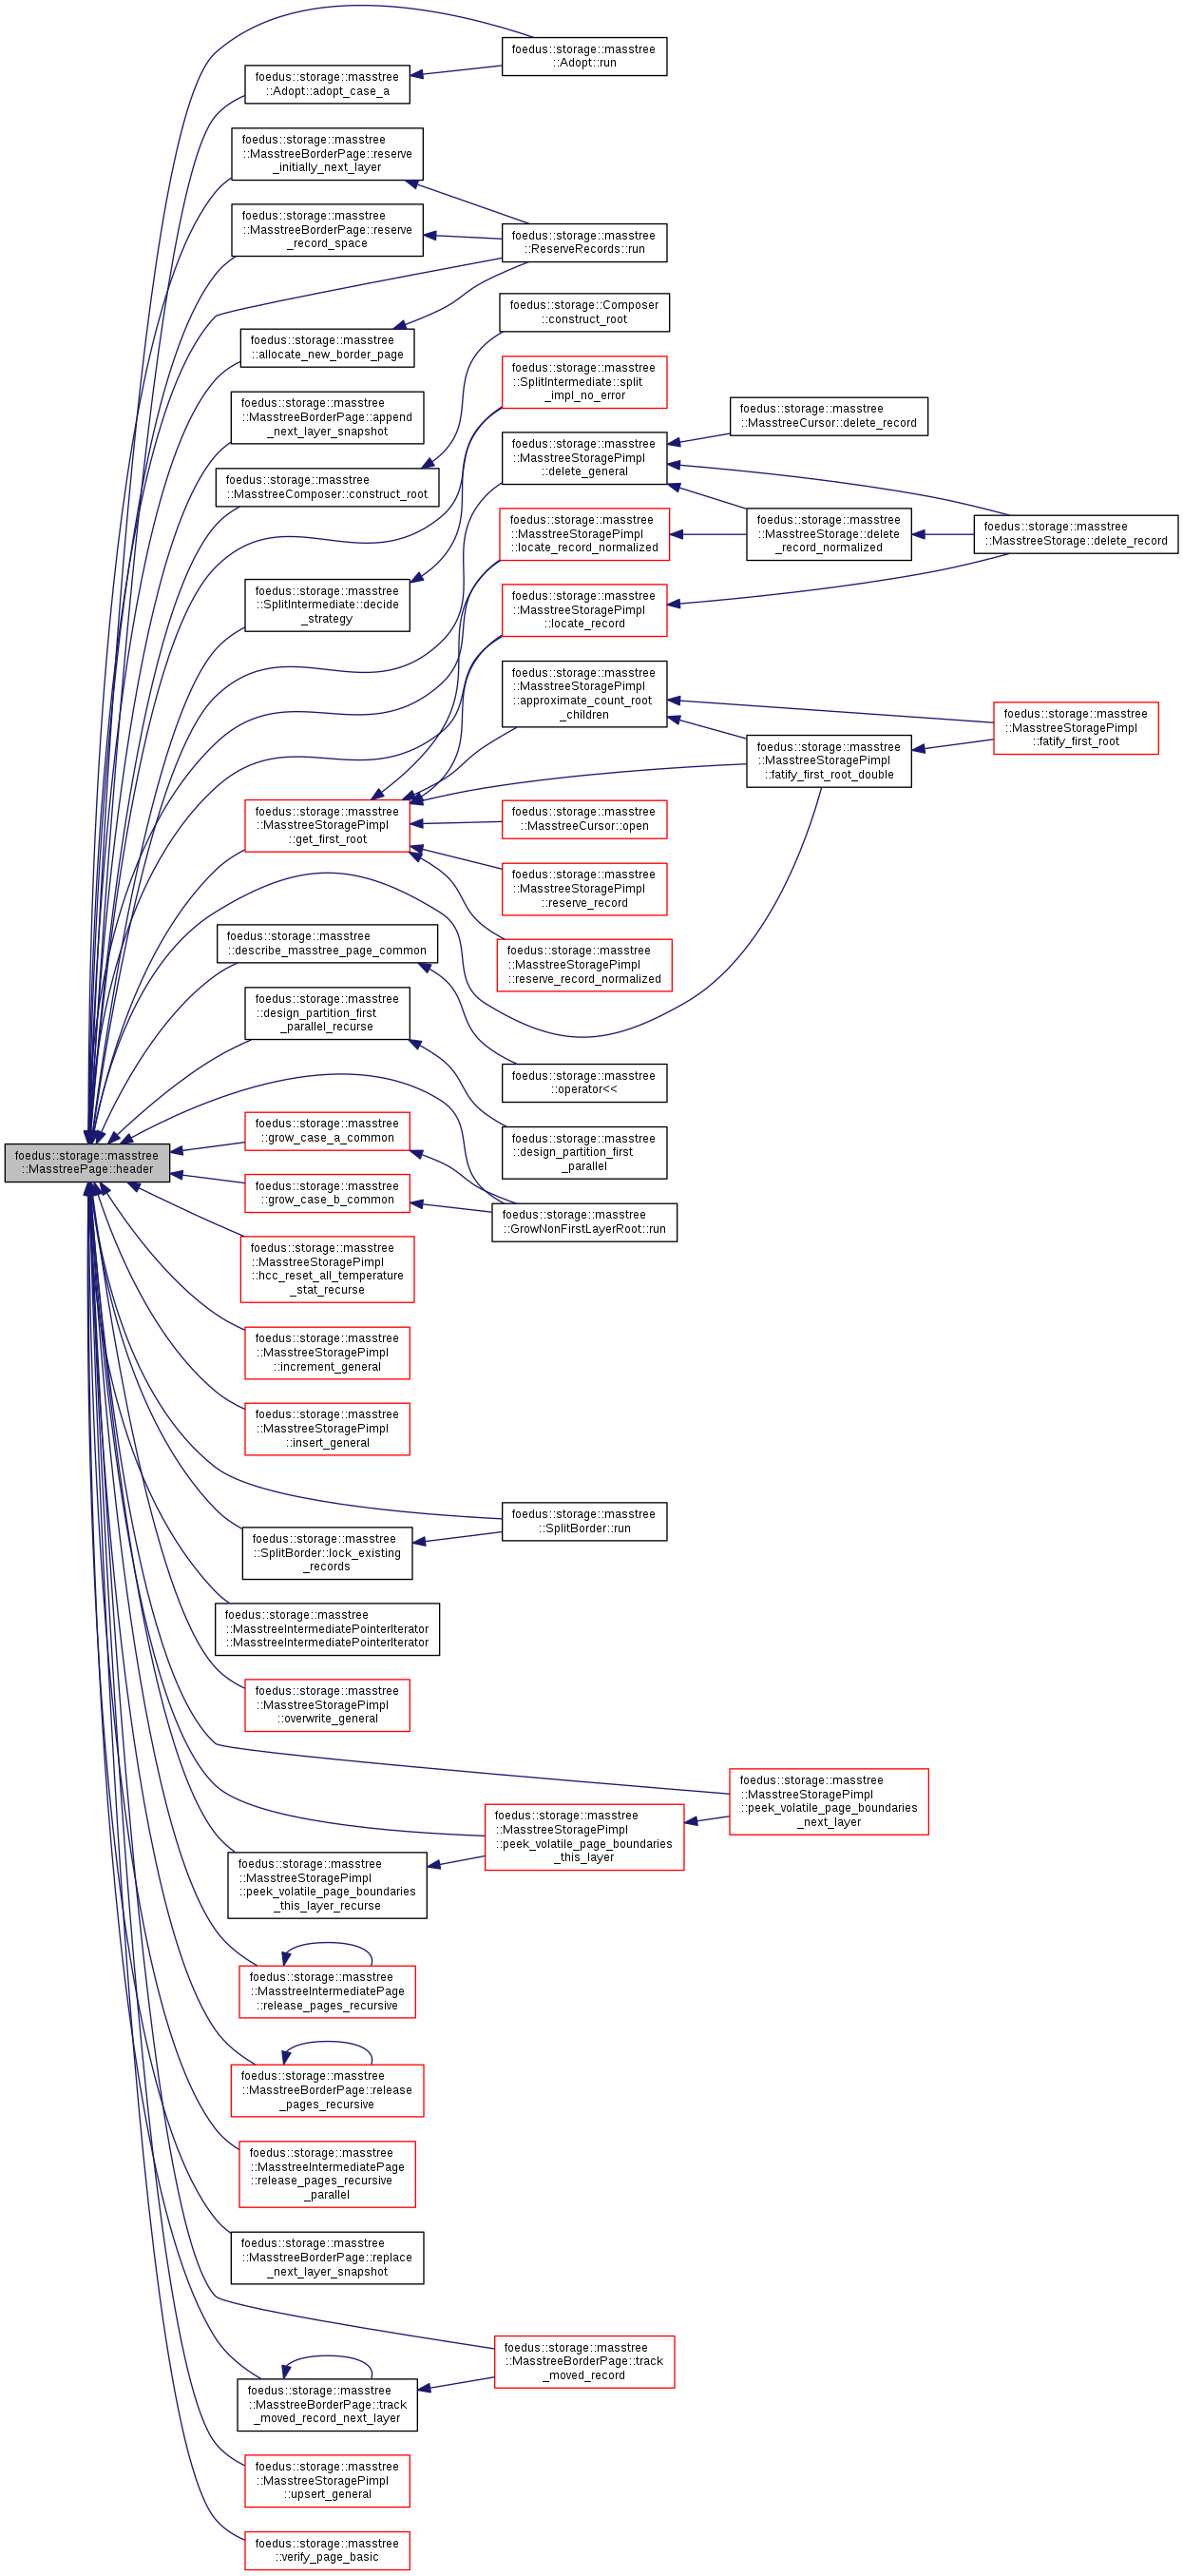 foedus::storage::masstree
::Adopt::run
foedus::storage::masstree
::Adopt::adopt_case_a
foedus::storage::masstree
::MasstreeBorderPage::reserve
_initially_next_layer
foedus::storage::masstree
::MasstreeBorderPage::reserve
_record_space
foedus::storage::masstree
::ReserveRecords::run
foedus::storage::Composer
::construct_root
foedus::storage::masstree
::allocate_new_border_page
foedus::storage::masstree
::SplitIntermediate::split
_impl_no_error
foedus::storage::masstree
::MasstreeBorderPage::append
_next_layer_snapshot
foedus::storage::masstree
::MasstreeCursor::delete_record
foedus::storage::masstree
::MasstreeStoragePimpl
::delete_general
foedus::storage::masstree
::MasstreeComposer::construct_root
foedus::storage::masstree
::MasstreeStoragePimpl
::locate_record_normalized
foedus::storage::masstree
::MasstreeStorage::delete
_record_normalized
foedus::storage::masstree
::MasstreeStorage::delete_record
foedus::storage::masstree
::SplitIntermediate::decide
_strategy
foedus::storage::masstree
::MasstreeStoragePimpl
::locate_record
foedus::storage::masstree
::MasstreeStoragePimpl
::approximate_count_root
_children
foedus::storage::masstree
::MasstreeStoragePimpl
::fatify_first_root
foedus::storage::masstree
::MasstreeStoragePimpl
::fatify_first_root_double
foedus::storage::masstree
::MasstreeStoragePimpl
::get_first_root
foedus::storage::masstree
::MasstreeCursor::open
foedus::storage::masstree
::MasstreeStoragePimpl
::reserve_record
foedus::storage::masstree
::describe_masstree_page_common
foedus::storage::masstree
::MasstreeStoragePimpl
::reserve_record_normalized
foedus::storage::masstree
::design_partition_first
_parallel_recurse
foedus::storage::masstree
::operator<<
foedus::storage::masstree
::grow_case_a_common
foedus::storage::masstree
::design_partition_first
_parallel
foedus::storage::masstree
::MasstreePage::header
foedus::storage::masstree
::grow_case_b_common
foedus::storage::masstree
::GrowNonFirstLayerRoot::run
foedus::storage::masstree
::MasstreeStoragePimpl
::hcc_reset_all_temperature
_stat_recurse
foedus::storage::masstree
::MasstreeStoragePimpl
::increment_general
foedus::storage::masstree
::MasstreeStoragePimpl
::insert_general
foedus::storage::masstree
::SplitBorder::run
foedus::storage::masstree
::SplitBorder::lock_existing
_records
foedus::storage::masstree
::MasstreeIntermediatePointerIterator
::MasstreeIntermediatePointerIterator
foedus::storage::masstree
::MasstreeStoragePimpl
::overwrite_general
foedus::storage::masstree
::MasstreeStoragePimpl
::peek_volatile_page_boundaries
_next_layer
foedus::storage::masstree
::MasstreeStoragePimpl
::peek_volatile_page_boundaries
_this_layer
foedus::storage::masstree
::MasstreeStoragePimpl
::peek_volatile_page_boundaries
_this_layer_recurse
foedus::storage::masstree
::MasstreeIntermediatePage
::release_pages_recursive
foedus::storage::masstree
::MasstreeBorderPage::release
_pages_recursive
foedus::storage::masstree
::MasstreeIntermediatePage
::release_pages_recursive
_parallel
foedus::storage::masstree
::MasstreeBorderPage::replace
_next_layer_snapshot
foedus::storage::masstree
::MasstreeBorderPage::track
_moved_record
foedus::storage::masstree
::MasstreeBorderPage::track
_moved_record_next_layer
foedus::storage::masstree
::MasstreeStoragePimpl
::upsert_general
foedus::storage::masstree
::verify_page_basic